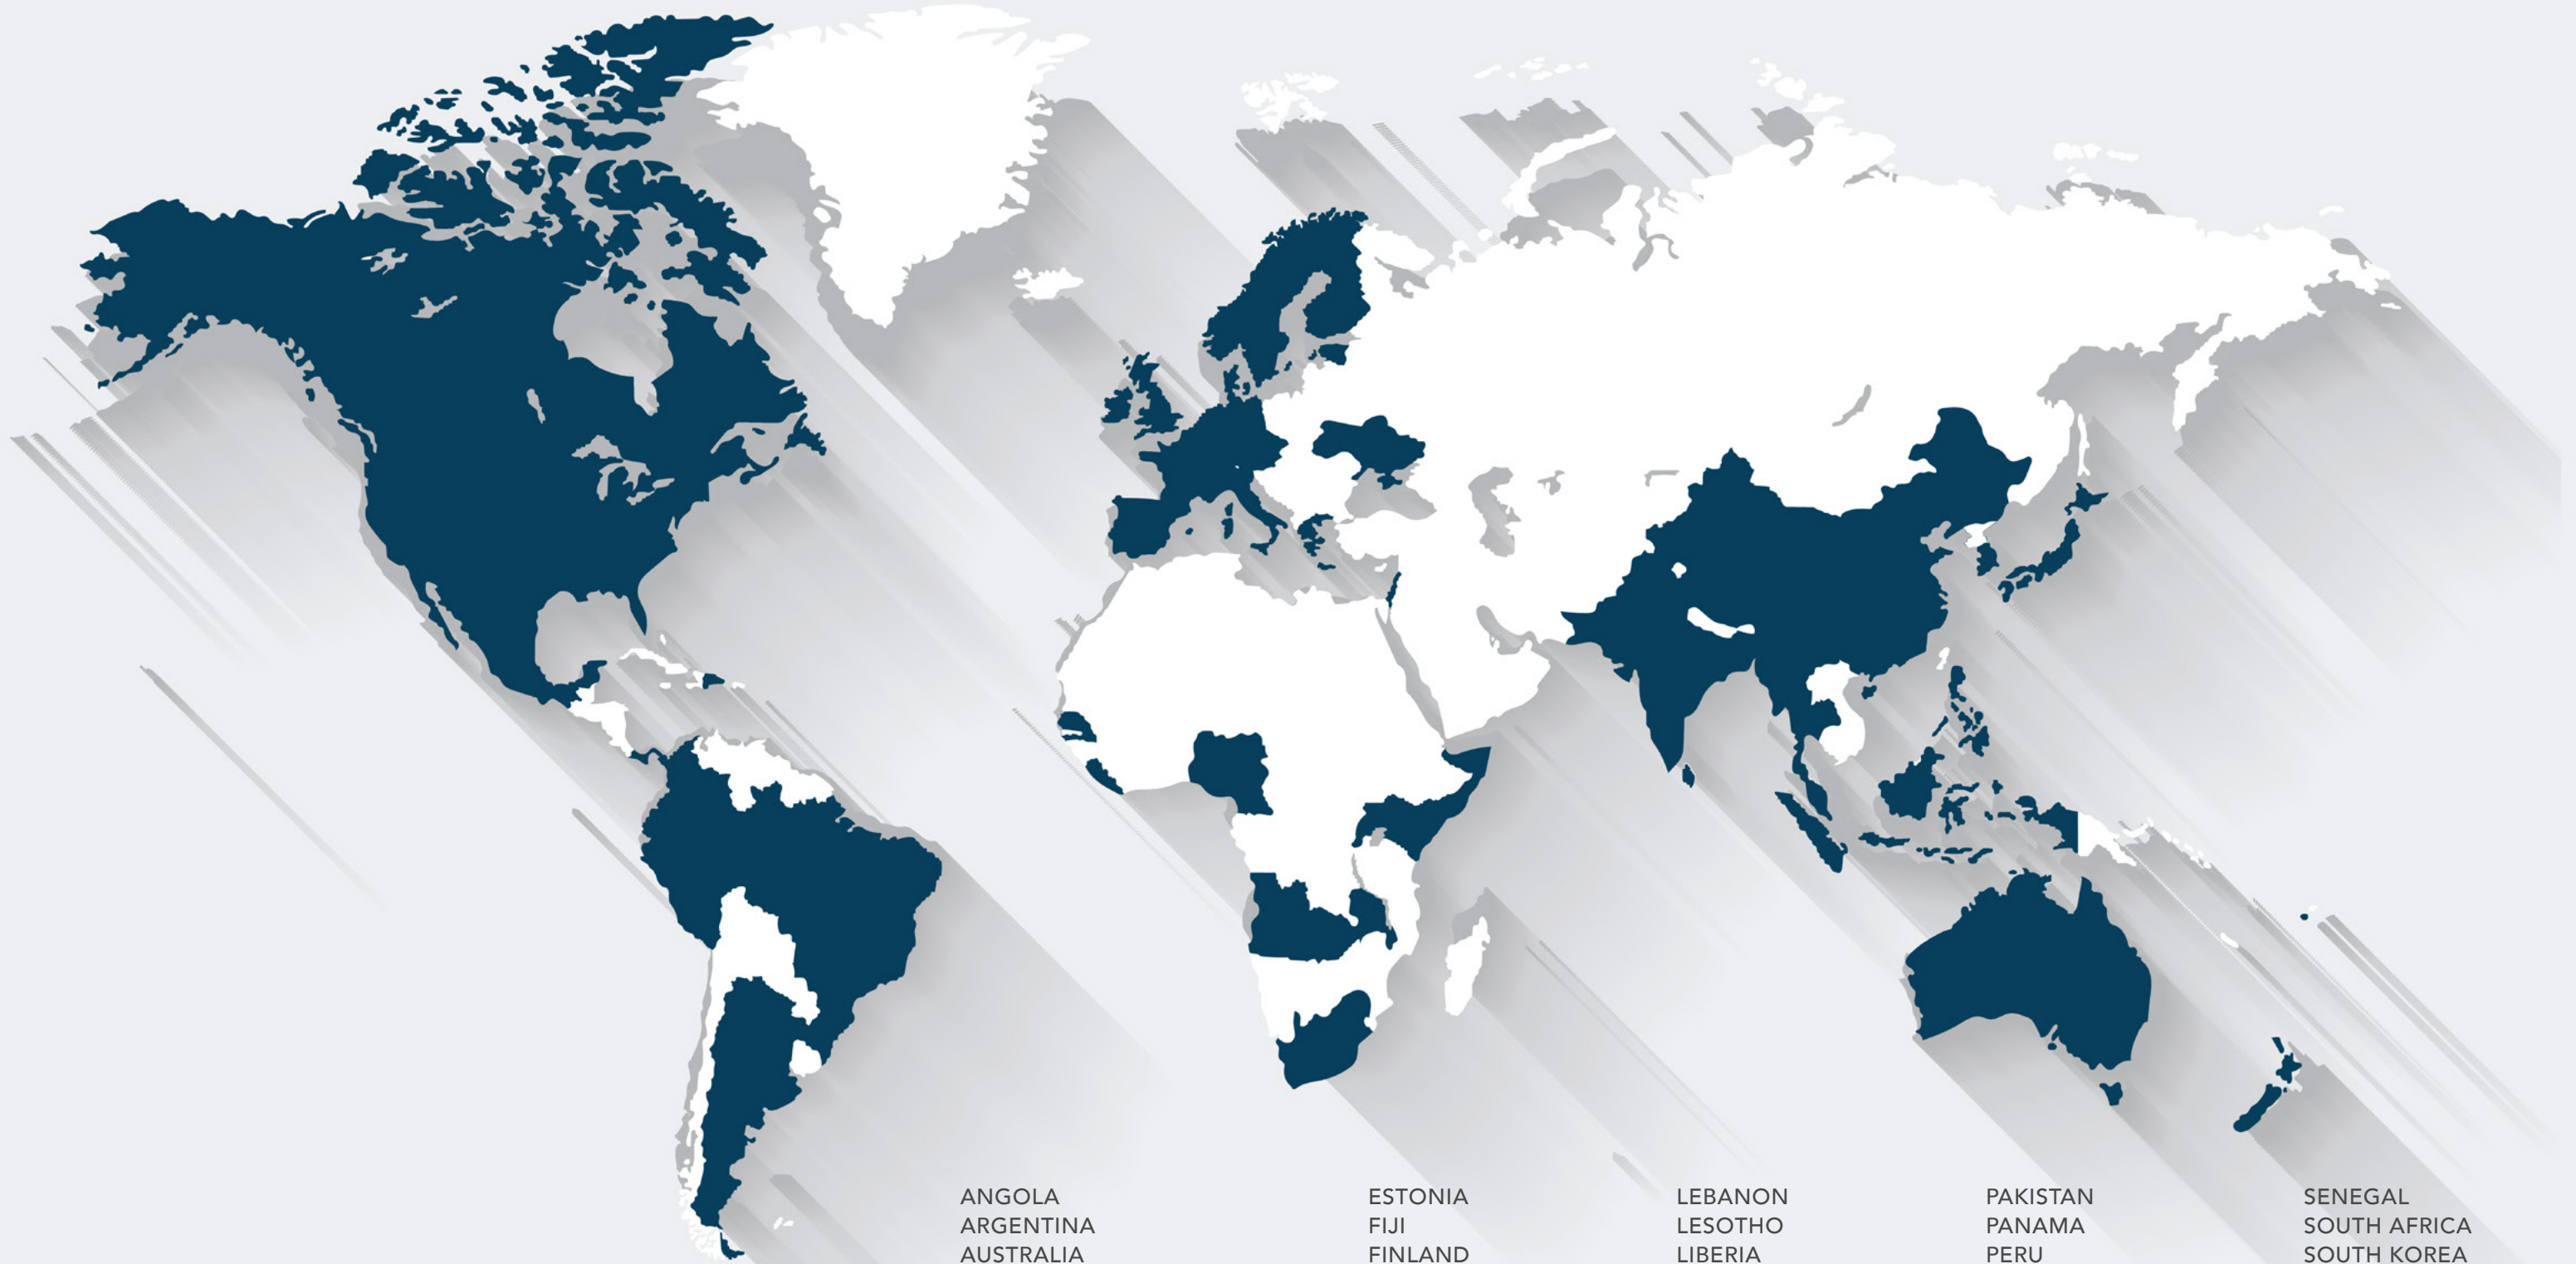 ANGOLA
ARGENTINA
AUSTRALIA
ESTONIA
FIJI
FINLAND
LEBANON
LESOTHO
LIBERIA
PAKISTAN
PANAMA
PERU
SENEGAL
SOUTH AFRICA
SOUTH KOREA